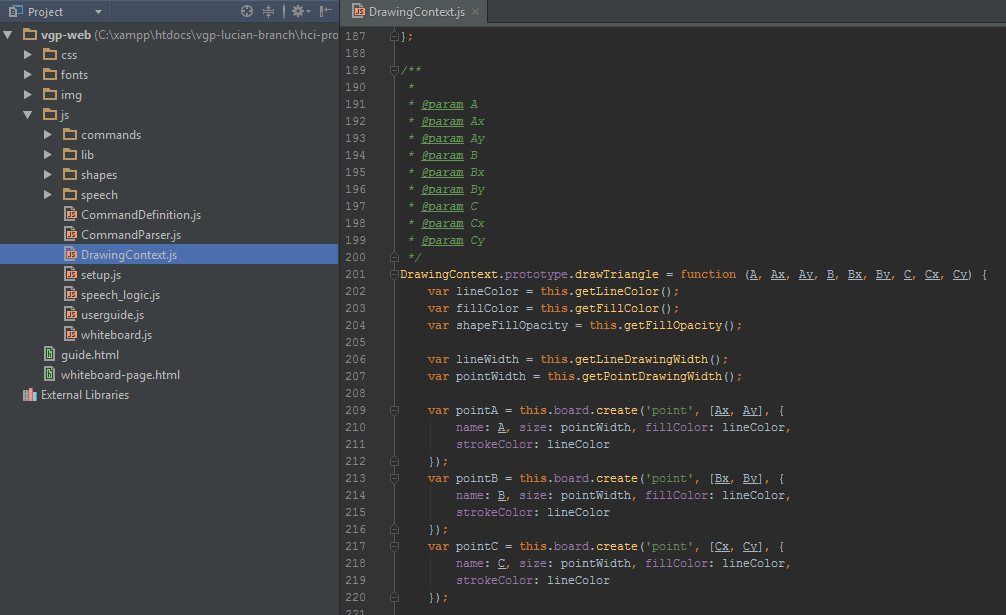 Project
vgp-web (C:\xampp\htdocs\vgp-lucian-branch\hci-pro
css
fonts
img
js
commands
lib
shapes
speech
CommandDefinition.js
CommandParser.js
DrawingContext.js
setup.js
speech_logic.js
userguide.js
whiteboard.js
guide.html
whiteboard-page.html
External Libraries
DrawingContext.js ×
187 };
188
189 /**
190 *
191 * @param A
192 * @param Ax
193 * @param Ay
194 * @param B
195 * @param Bx
196 * @param By
197 * @param C
198 * @param Cx
199 * @param Cy
200 */
201 DrawingContext.prototype.drawTriangle = function (A, Ax, Ay, B, Bx, By, C, Cx, Cy) {
202 var lineColor = this.getLineColor();
203 var fillColor = this.getFillColor();
204 var shapeFillOpacity = this.getFillOpacity();
205
206 var lineWidth = this.getLineDrawingWidth();
207 var pointWidth = this.getPointDrawingWidth();
208
209 var pointA = this.board.create('point', [Ax, Ay], {
210 name: A, size: pointWidth, fillColor: lineColor,
211 strokeColor: lineColor
212 });
213 var pointB = this.board.create('point', [Bx, By], {
214 name: B, size: pointWidth, fillColor: lineColor,
215 strokeColor: lineColor
216 });
217 var pointC = this.board.create('point', [Cx, Cy], {
218 name: C, size: pointWidth, fillColor: lineColor,
219 strokeColor: lineColor
220 });
221